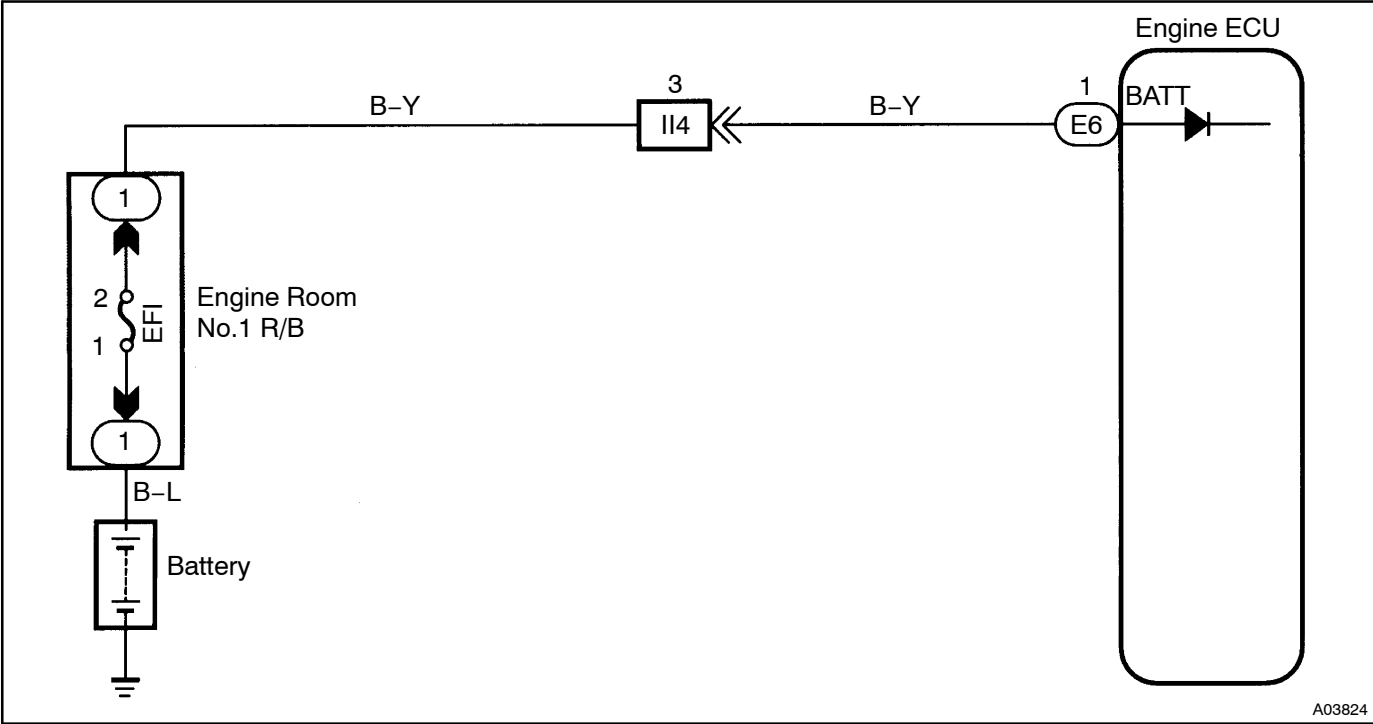 Engine ECU
3
1
B–Y
II4
B–Y
E6
BATT
1
2
EFI
1
Engine Room
No.1 R/B
1
B–L
Battery
A03824